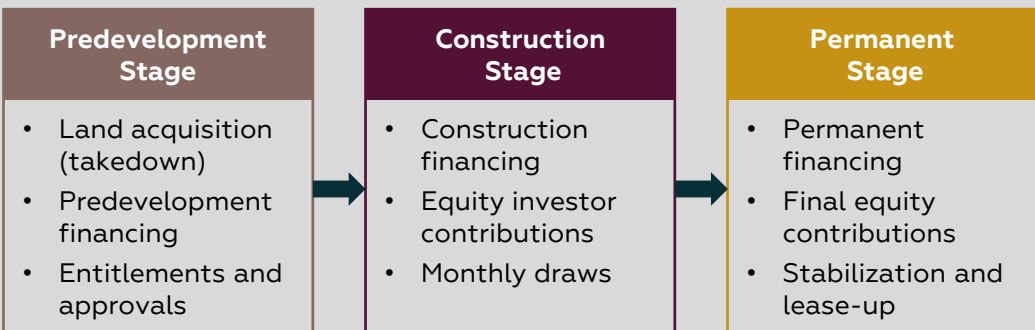 Predevelopment
Stage
• Land acquisition
(takedown)
• Predevelopment
financing
• Entitlements and
approvals
Construction
Stage
• Construction
financing
• Equity investor
contributions
• Monthly draws
Permanent
Stage
• Permanent
financing
• Final equity
contributions
• Stabilization and
lease-up